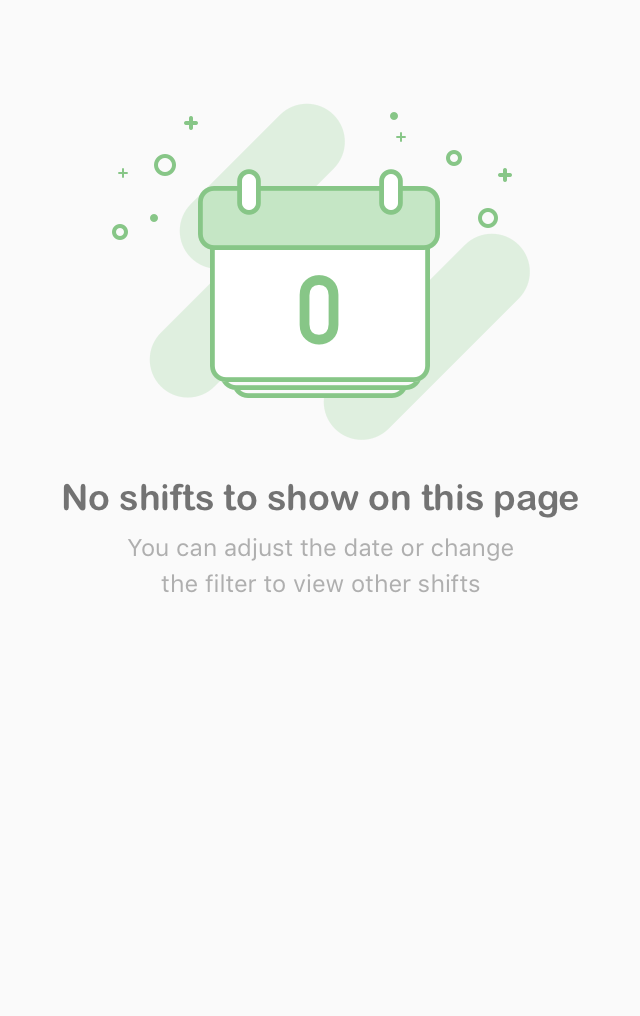 0
No shifts to show on this page
You can adjust the date or change
the filter to view other shifts